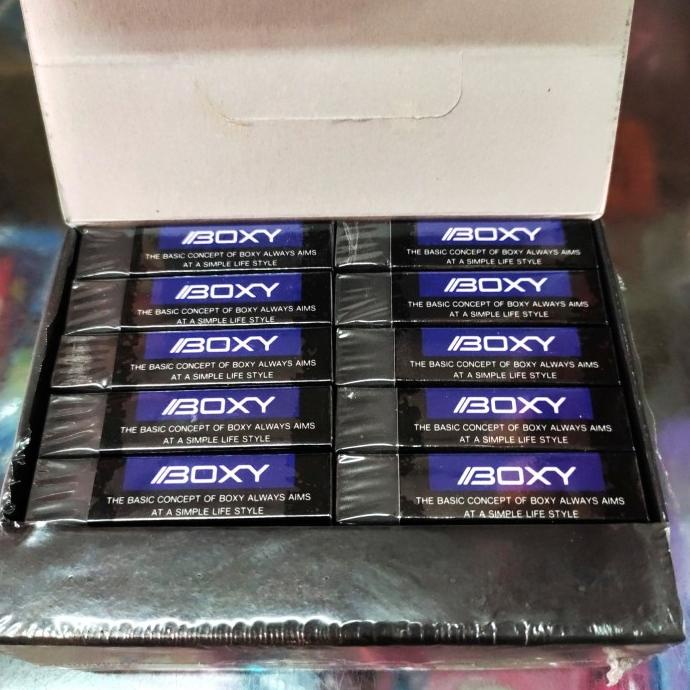 BOXY
THE BASIC CONCEPT OF BOXY ALWAYS AIMS
AT A SIMPLE LIFE STYLE
BOXY
THE BASIC CONCEPT OF BOXY ALWAYS AIMS
AT A SIMPLE LIFE STYLE
BOXY
THE BASIC CONCEPT OF BOXY ALWAYS AIMS
AT A SIMPLE LIFE STYLE
BOXY
THE BASIC CONCEPT OF BOXY ALWAYS AIMS
AT A SIMPLE LIFE STYLE
BOXY
THE BASIC CONCEPT OF BOXY ALWAYS AIMS
AT A SIMPLE LIFE STYLE
BOXY
THE BASIC CONCEPT OF BOXY ALWAYS AIMS
AT A SIMPLE LIFE STYLE
BOXY
THE BASIC CONCEPT OF BOXY ALWAYS AIMS
AT A SIMPLE LIFE STYLE
BOXY
THE BASIC CONCEPT OF BOXY ALWAYS AIMS
AT A SIMPLE LIFE STYLE
BOXY
THE BASIC CONCEPT OF BOXY ALWAYS AIMS
AT A SIMPLE LIFE STYLE
BOXY
THE BASIC CONCEPT OF BOXY ALWAYS AIMS
AT A SIMPLE LIFE STYLE